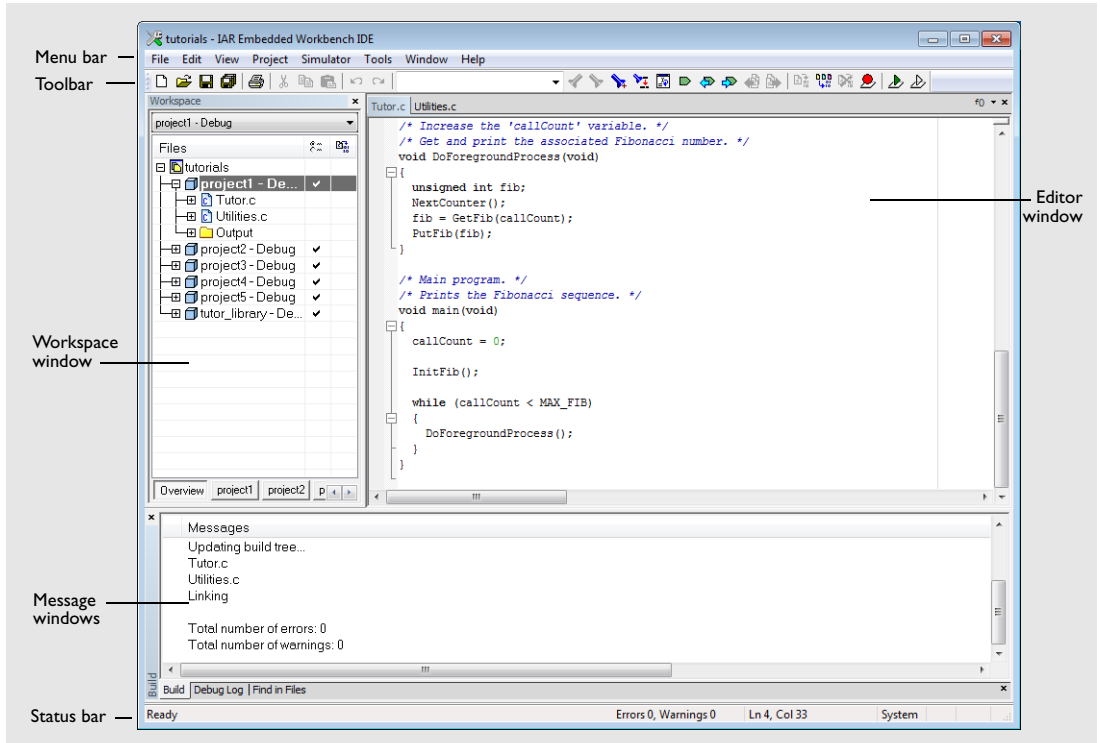 tutorials - IAR Embedded Workbench IDE
Menu bar
File Edit View Project Simulator Tools Window Help
Toolbar
Workspace
project1 - Debug
Files
tutorials
project1 - De...
Tutor.c
Utilities.c
Output
project2 - Debug
project3 - Debug
project4 - Debug
project5 - Debug
tutor_library - De...
Workspace
window
Overview project1 project2 p
Tutor.c Utilities.c
f()
/* Increase the 'callCount' variable. */
/* Get and print the associated Fibonacci number. */
void DoForegroundProcess(void)
{
unsigned int fib;
NextCounter();
fib = GetFib(callCount);
PutFib(fib);
}
/* Main program. */
/* Prints the Fibonacci sequence. */
void main(void)
{
callCount = 0;
InitFib();
while (callCount < MAX_FIB)
{
DoForegroundProcess();
}
}
Editor
window
Messages
Updating build tree...
Tutor.c
Utilities.c
Linking
Total number of errors: 0
Total number of warnings: 0
Message
windows
Build
Build Debug Log Find in Files
Status bar
Ready Errors 0, Warnings 0 Ln 4, Col 33 System